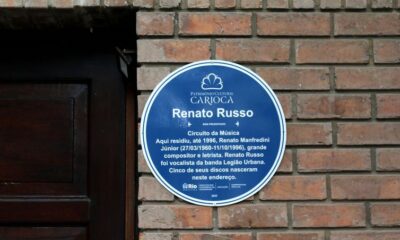 PATRIMÔNIO CULTURAL
CARIOCA
Renato Russo
Circuito da Música
Aqui residiu, até 1996, Renato Manfredini
Júnior (27/03/1960-11/10/1996), grande
compositor e letrista. Renato Russo
foi vocalista da banda Legião Urbana.
Cinco de seus discos nasceram
neste endereço.
Rio